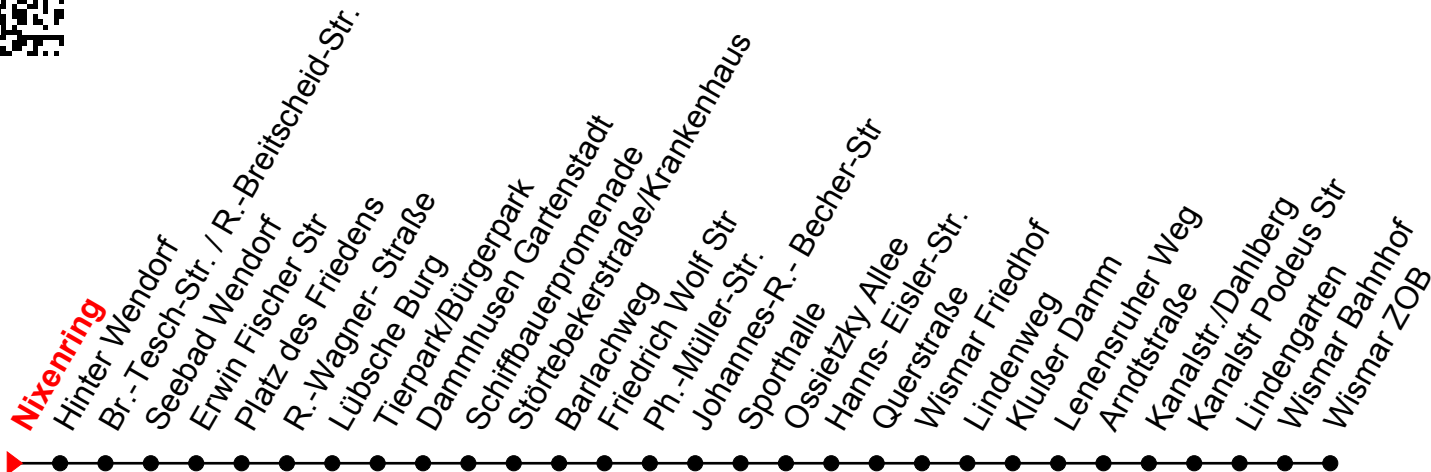 Nixenring
Hinter Wendorf
Br.-Tesch-Str. / R.-Breitscheid-Str.
Seebad Wendorf
Erwin Fischer Str
Platz des Friedens
R.-Wagner- Straße
Lübsche Burg
Tierpark/Bürgerpark
Dammhusen Gartenstadt
Schiffbauerpromenade
Störtebekerstraße/Krankenhaus
Barlachweg
Friedrich Wolf Str
Ph.-Müller-Str.
Johannes-R.- Becher-Str
Sporthalle
Ossietzky Allee
Hanns- Eisler-Str.
Querstraße
Wismar Friedhof
Lindenweg
Klußer Damm
Lenensruher Weg
Arndtstraße
Kanalstr./Dahlberg
Kanalstr Podeus Str
Lindengarten
Wismar Bahnhof
Wismar ZOB